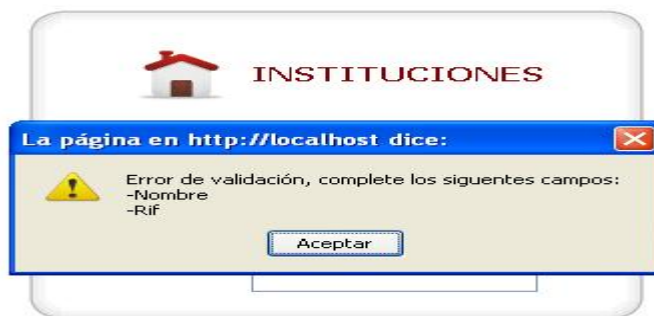 INSTITUCIONES
La página en http://localhost dice:
Error de validación, complete los siguentes campos:
-Nombre
-Rif
Aceptar